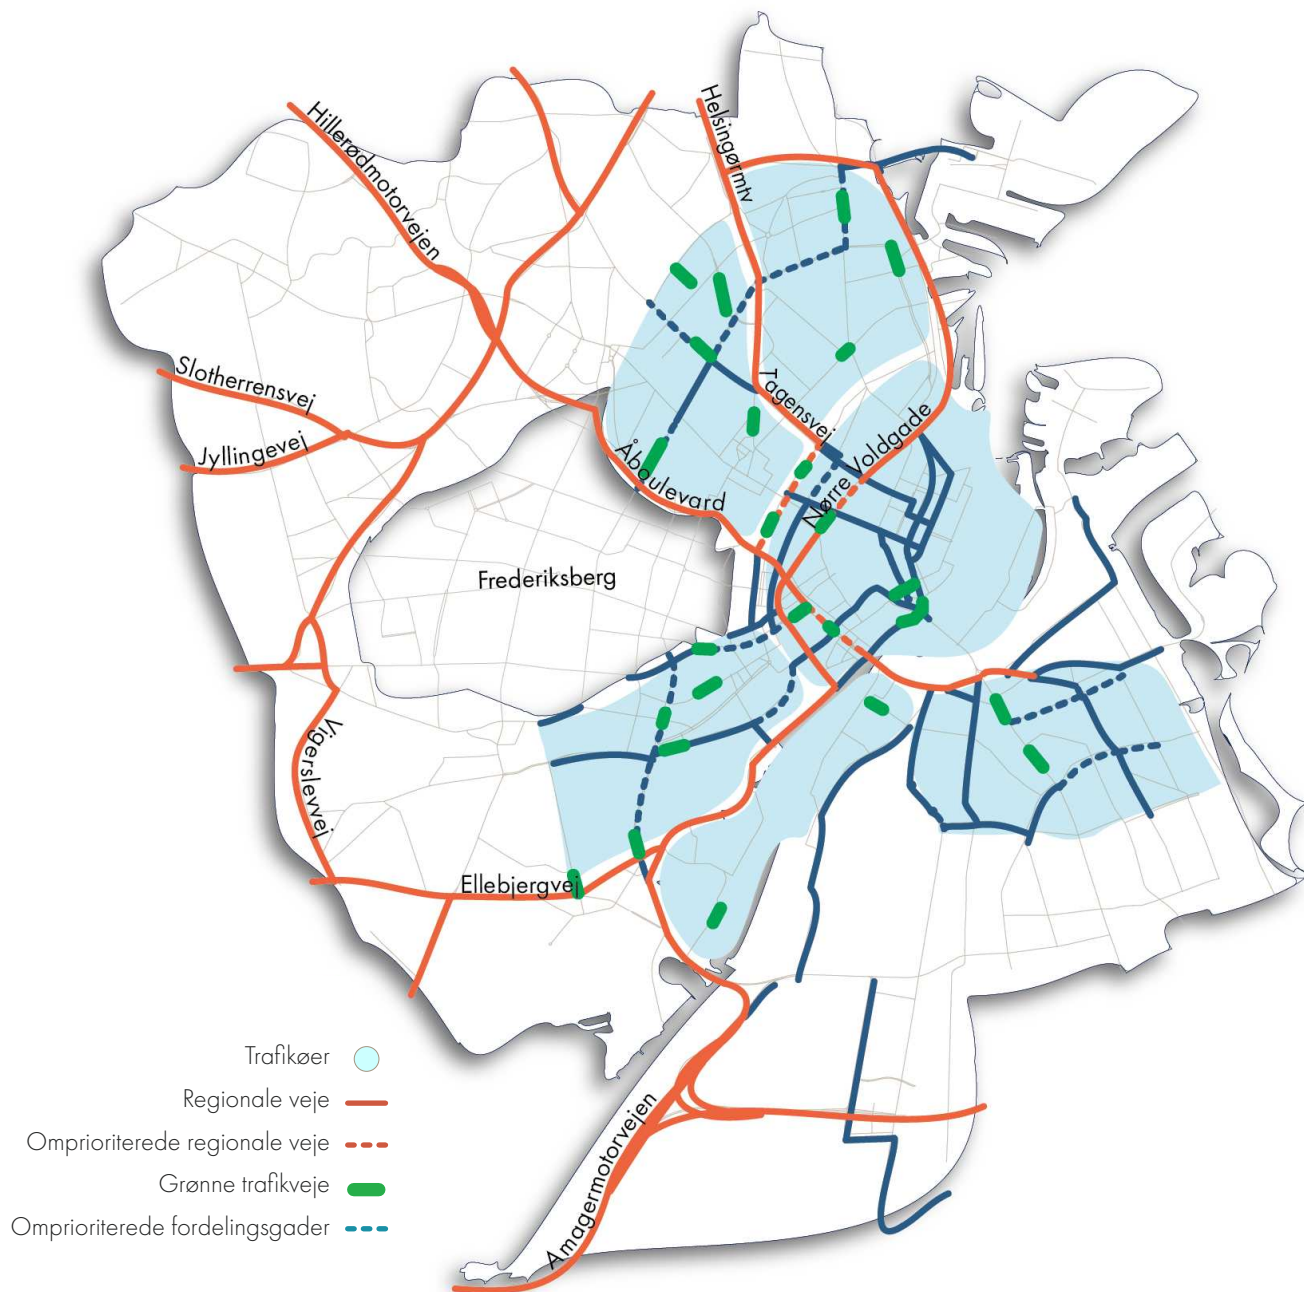 Helsingørmtv
Hillerødmotorvejen
Slotherrensvej
Jyllingevej
Tagensvej
Nørre Voldgade
Åboulevard
Frederiksberg
Vigerslevvej
Ellebjergvej
Amagermotorvejen
Trafikøer
Regionale veje
Omprioriterede regionale veje
Grønne trafikveje
Omprioriterede fordelingsgader